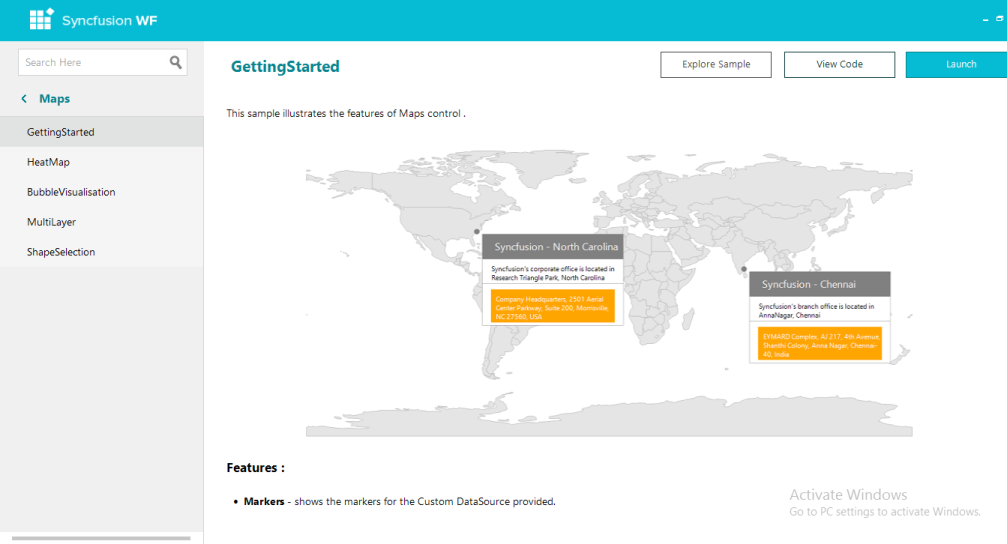 Syncfusion WF
Search Here
Maps
GettingStarted
HeatMap
BubbleVisualisation
MultiLayer
ShapeSelection
GettingStarted
Explore Sample
View Code
Launch
This sample illustrates the features of Maps control .
Syncfusion - North Carolina
Syncfusion's corporate office is located in
Research Triangle Park, North Carolina
Company Headquarters, 2501 Aerial
Center Parkway, Suite 200, Morrisville,
NC 27560, USA
Syncfusion - Chennai
Syncfusion's branch office is located in
AnnaNagar, Chennai
EYMARD Complex, AJ 217, 4th Avenue,
Shanthi Colony, Anna Nagar, Chennai-
40, India
Features :
• Markers - shows the markers for the Custom DataSource provided.
Activate Windows
Go to PC settings to activate Windows.